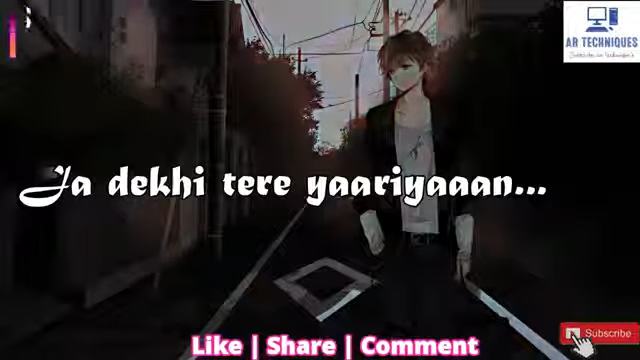 AR TECHNIQUES
Ja dekhi tere yaariyaaan...
Subscribe
Like | Share | Comment